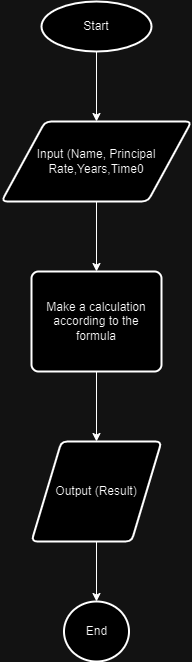 Start
Input (Name, Principal
Rate,Years,Time0
Make a calculation
according to the
formula
Output (Result)
End